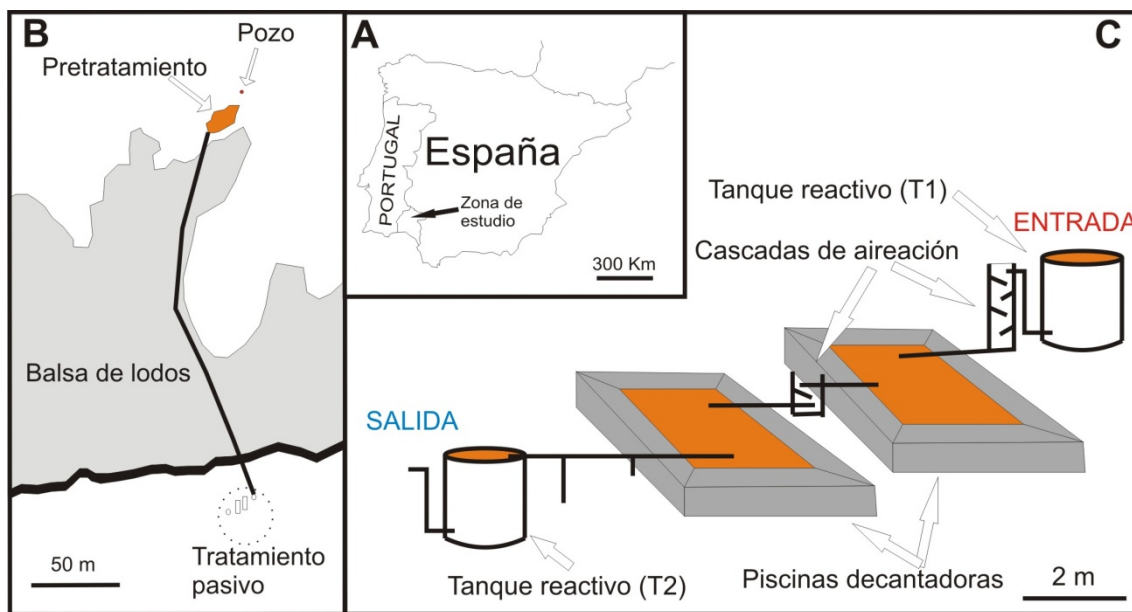 B
Pozo
Pretratamiento
Balsa de lodos
50 m
Tratamiento
pasivo
A
España
PORTUGAL
Zona de
estudio
300 Km
C
Tanque reactivo (T1)
ENTRADA
Cascadas de aireación
SALIDA
Tanque reactivo (T2)
Piscinas decantadoras
2 m